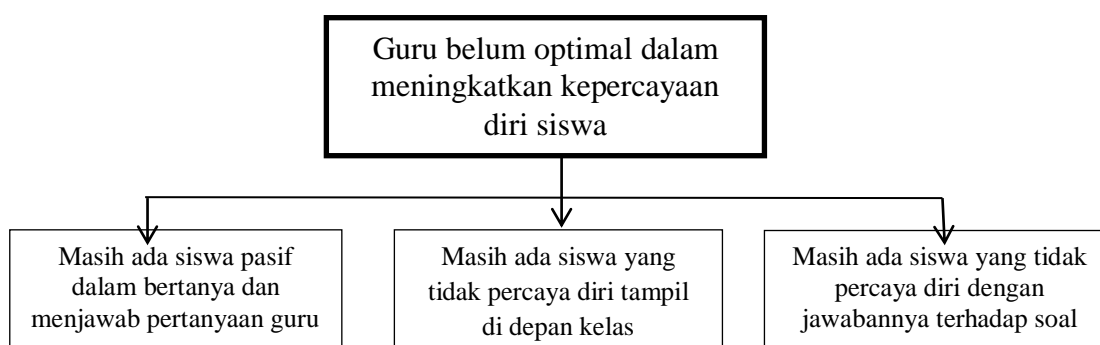 Guru belum optimal dalam
meningkatkan kepercayaan
diri siswa
Masih ada siswa pasif
dalam bertanya dan
menjawab pertanyaan guru
Masih ada siswa yang
tidak percaya diri tampil
di depan kelas
Masih ada siswa yang tidak
percaya diri dengan
jawabannya terhadap soal